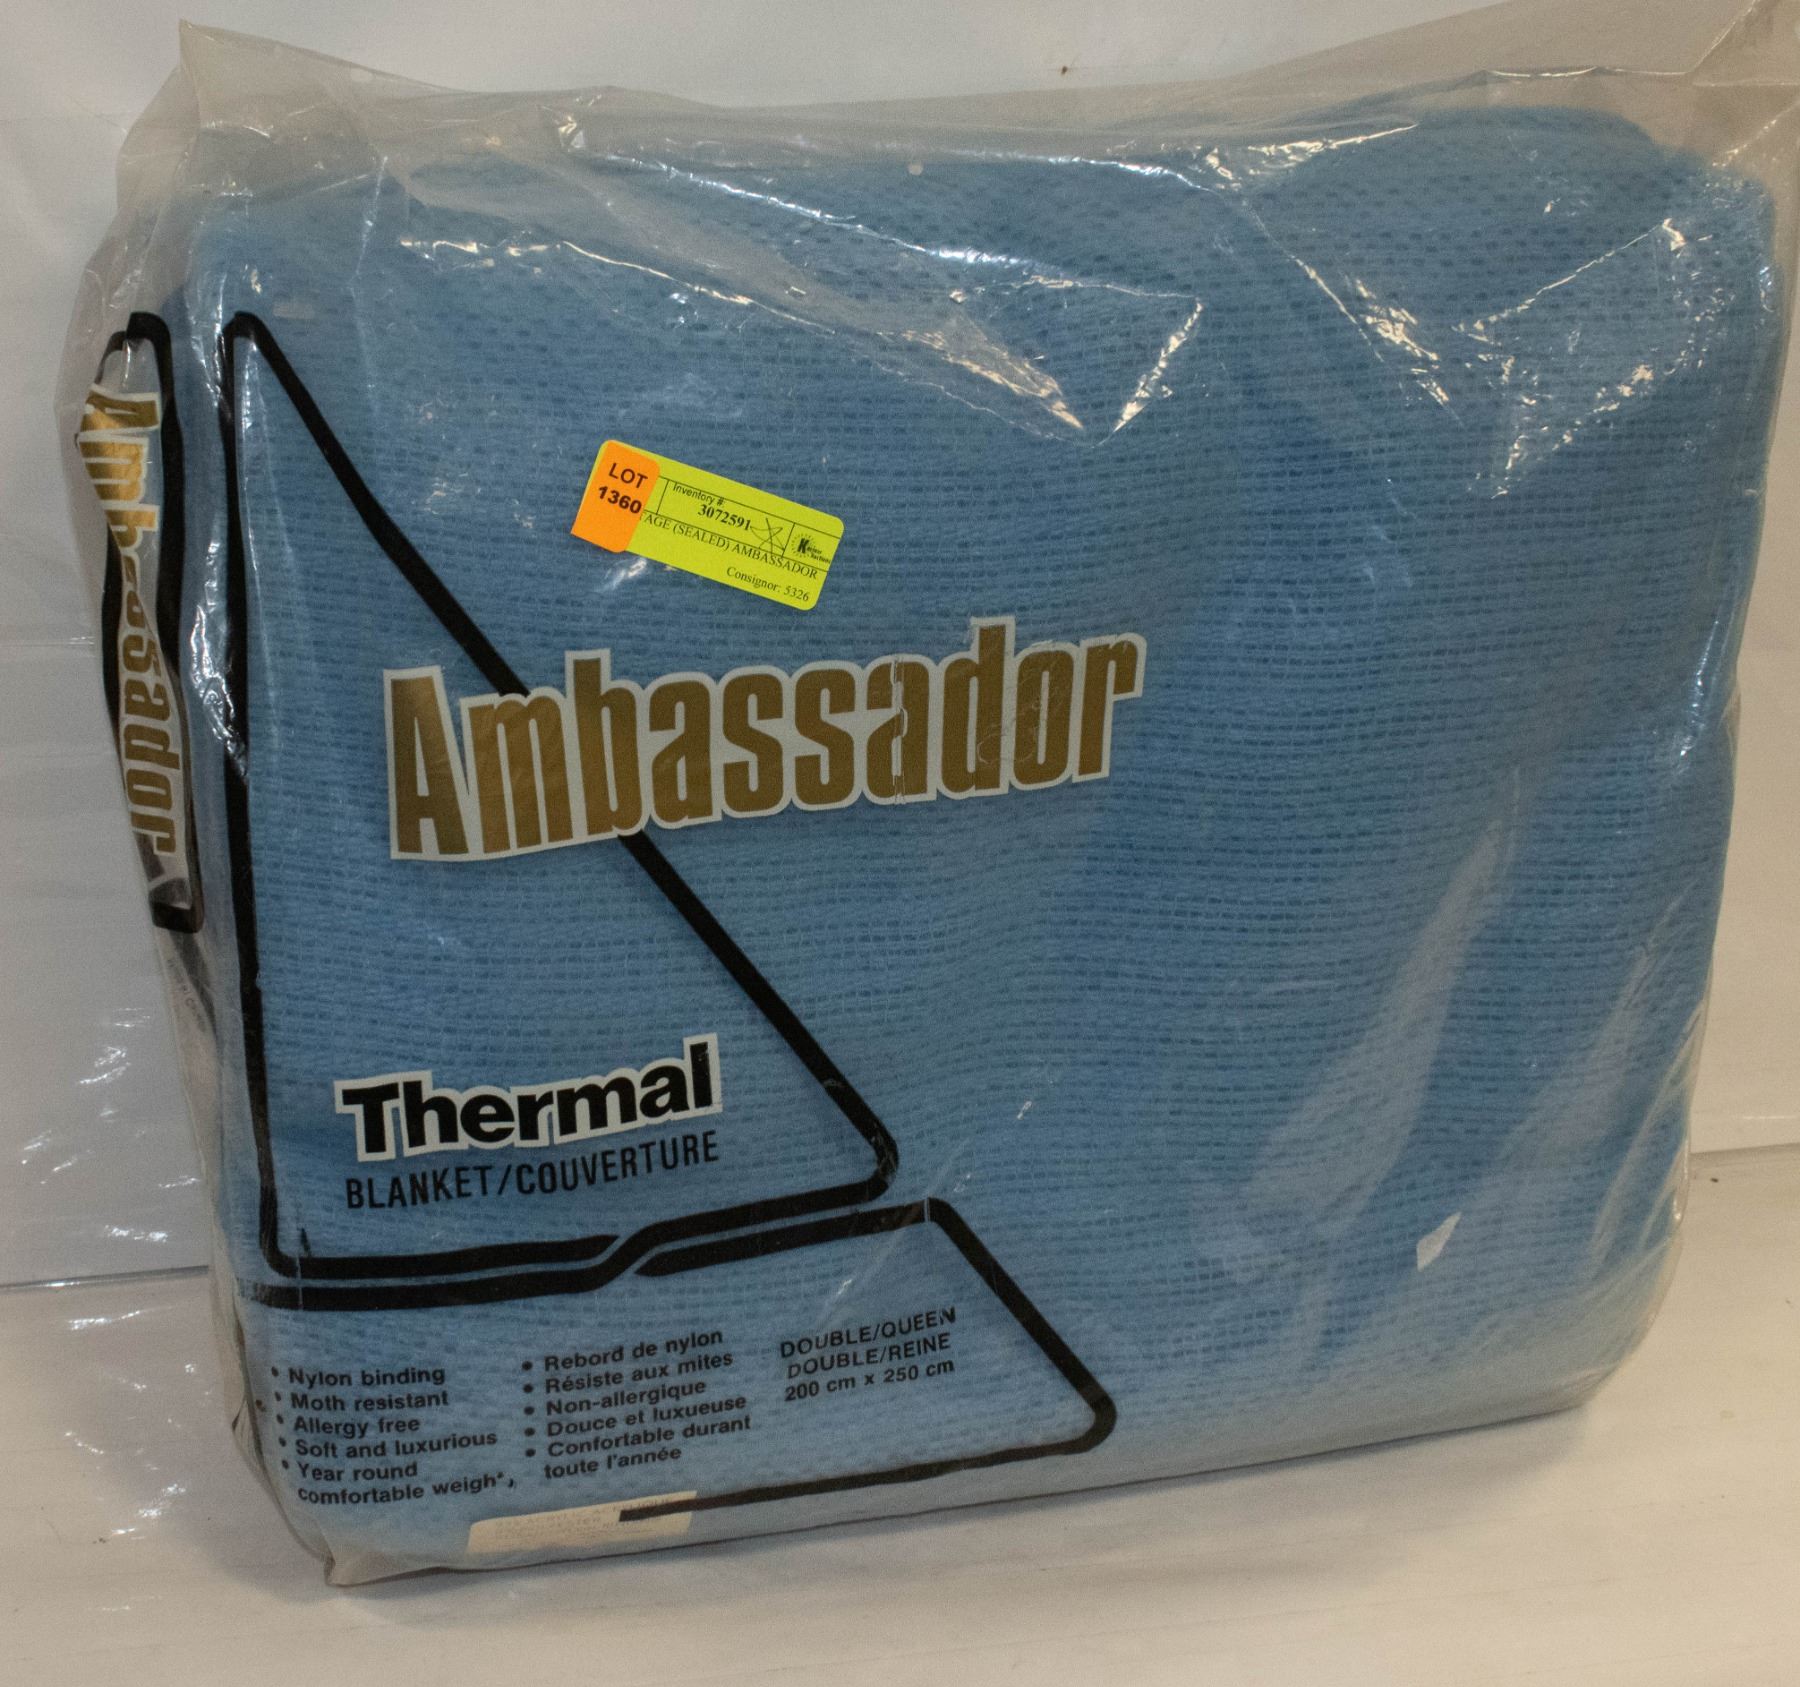 LOT
1360
Inventory #:
3072591
TAGE (SEALED) AMBASSADOR
Consignor: 5326
Ambassador
Ambassador
Thermal
BLANKET/COUVERTURE
• Nylon binding
• Moth resistant
• Allergy free
• Soft and luxurious
• Year round
comfortable weigh
• Rebord de nylon
• Résiste aux mites
• Non-allergique
• Douce et luxueuse
• Confortable durant
toute l'année
DOUBLE/QUEEN
DOUBLE/REINE
200 cm x 250 cm